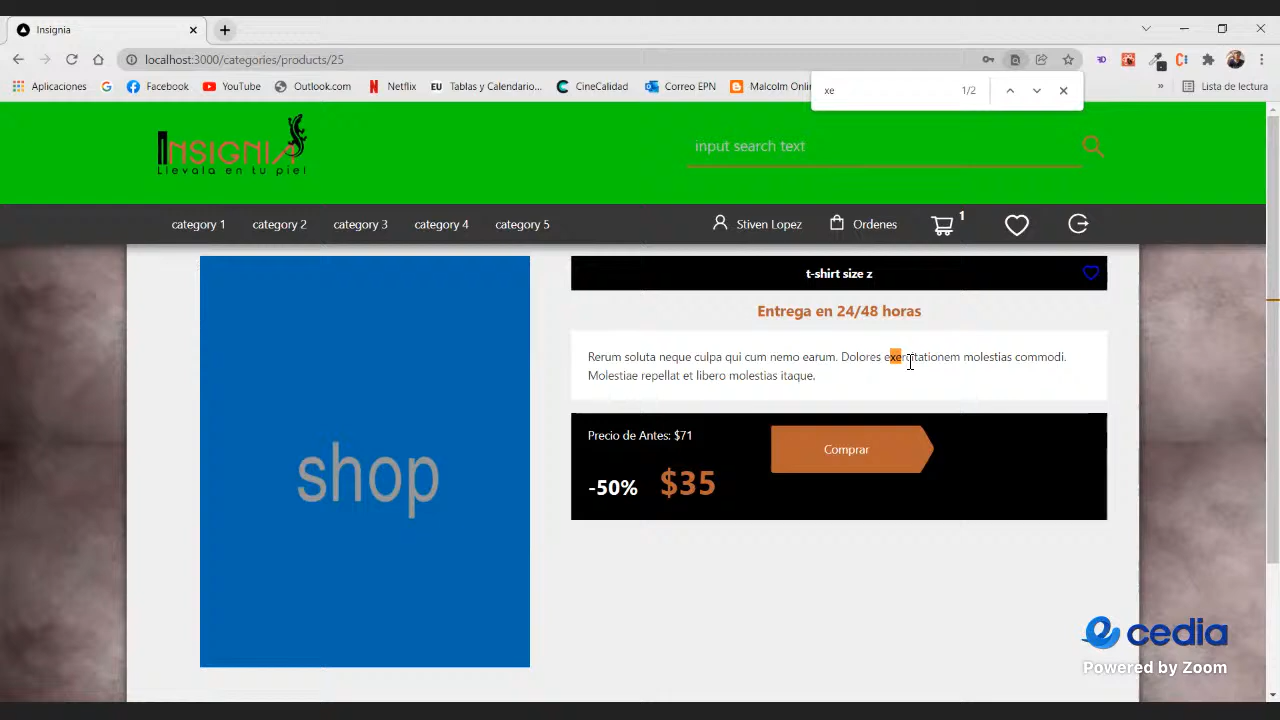 Insignia
localhost:3000/categories/products/25
Aplicaciones
Facebook
YouTube
Outlook.com
Netflix
EU Tablas y Calendario...
CineCalidad
Correo EPN
Malcolm Onlin
» Lista de lectura
xe 1/2
INSIGNIA
Llevala en tu piel
input search text
category 1 category 2 category 3 category 4 category 5 Stiven Lopez Ordenes 1
shop
t-shirt size z
Entrega en 24/48 horas
Rerum soluta neque culpa qui cum nemo earum. Dolores exercitationem molestias commodi.
Molestiae repellat et libero molestias itaque.
Precio de Antes: $71
Comprar
-50% $35
cedia
Powered by Zoom